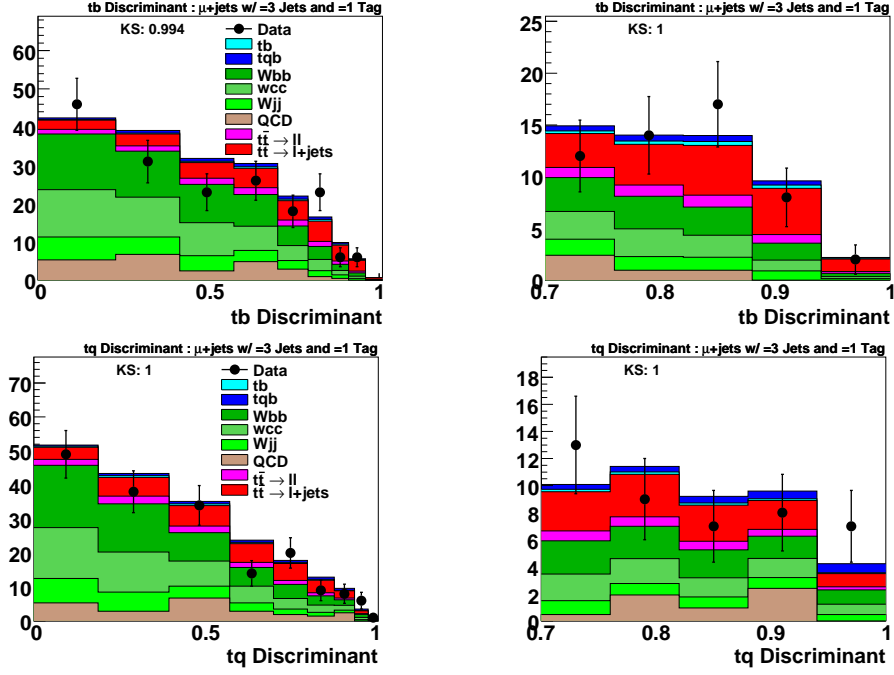 tb Discriminant : μ+jets w/ =3 Jets and =1 Tag
KS: 0.994
Data
tb
tqb
Wbb
wcc
Wjj
QCD
tt̄ → ll
tt → l+jets
60
50
40
30
20
10
0
0 0.5 1
tb Discriminant
tb Discriminant : μ+jets w/ =3 Jets and =1 Tag
KS: 1
25
20
15
10
5
0
0.7 0.8 0.9 1
tb Discriminant
tq Discriminant : μ+jets w/ =3 Jets and =1 Tag
KS: 1
Data
tb
tqb
Wbb
wcc
Wjj
QCD
tt̄ → ll
tt → l+jets
70
60
50
40
30
20
10
0
0 0.5 1
tq Discriminant
tq Discriminant : μ+jets w/ =3 Jets and =1 Tag
KS: 1
18
16
14
12
10
8
6
4
2
0
0.7 0.8 0.9 1
tq Discriminant